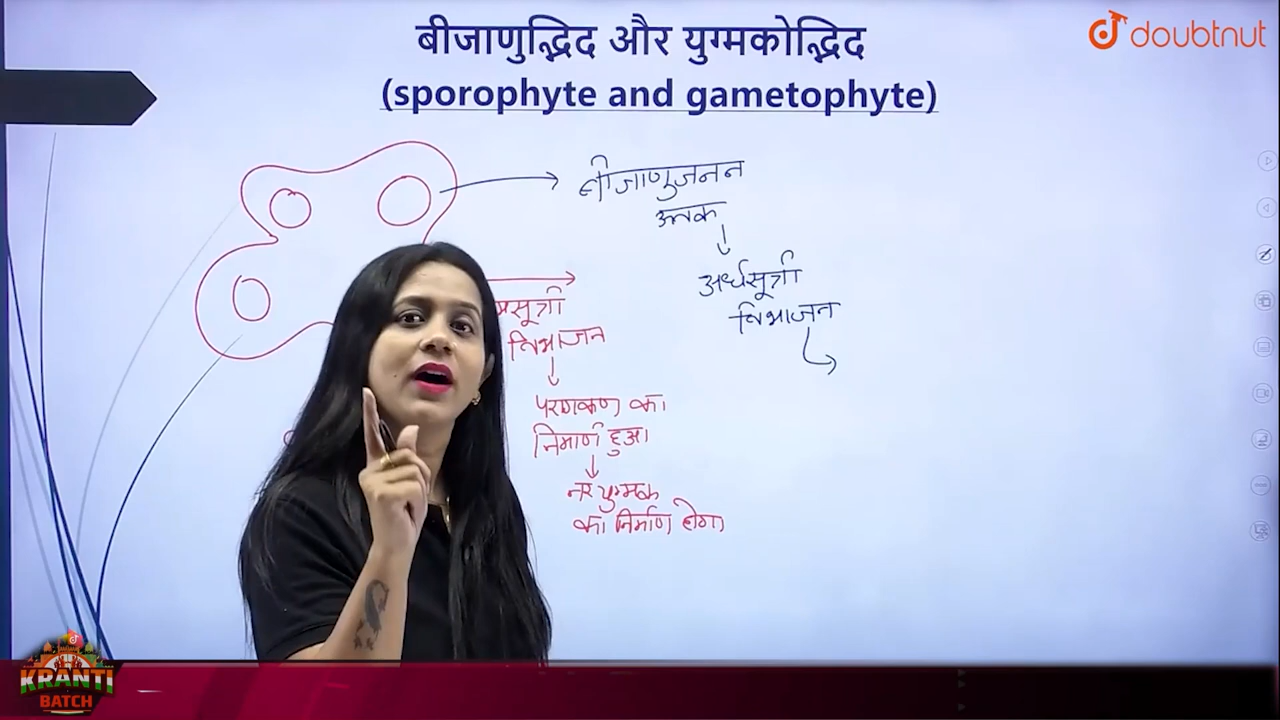 बीजाणुद्भिद और युग्मकोद्भिद
(sporophyte and gametophyte)
doubtnut
बीजाणुजनन
ऊतक
अर्धसूत्री
विभाजन
विभाजन
परागकण का
निर्माण हुआ
नर युग्मक
का निर्माण होगा
KRANTI
BATCH